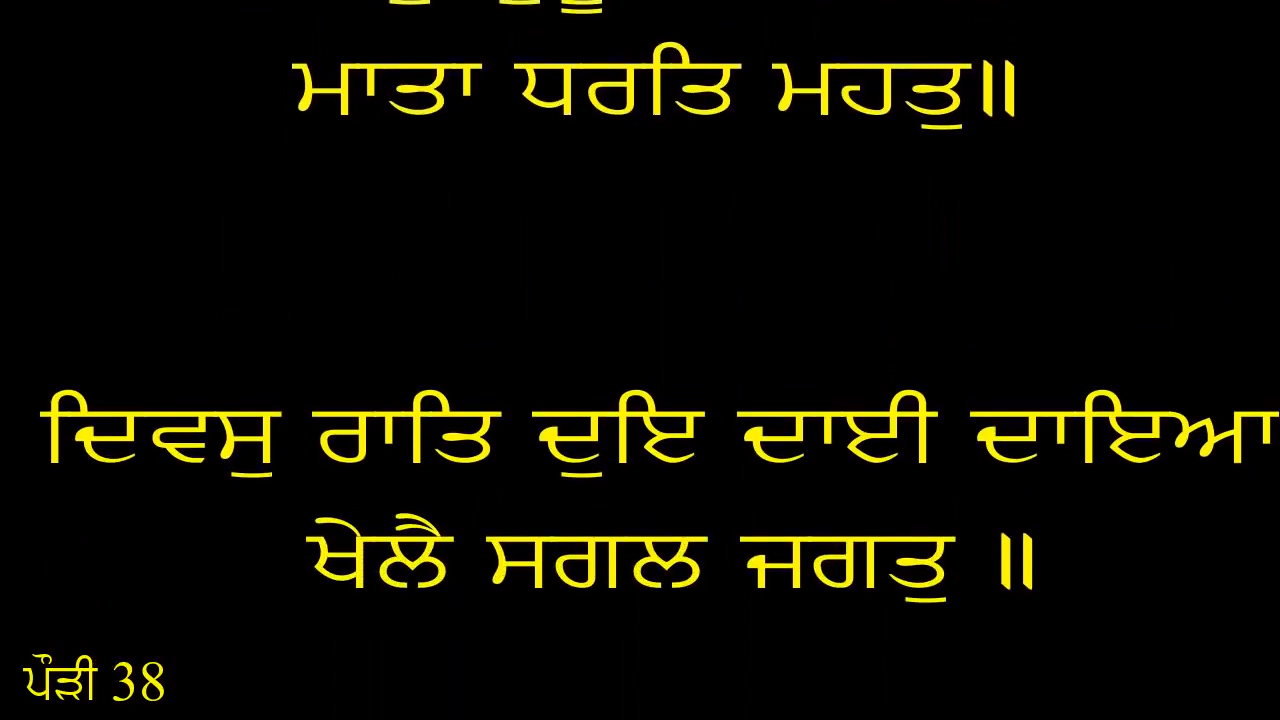 ਮਾਤਾ ਧਰਤਿ ਮਹਤੁ॥
ਦਿਵਸੁ ਰਾਤਿ ਦੁਇ ਦਾਈ ਦਾਇਆ
ਖੇਲੈ ਸਗਲ ਜਗਤੁ ॥
ਪੌੜੀ 38